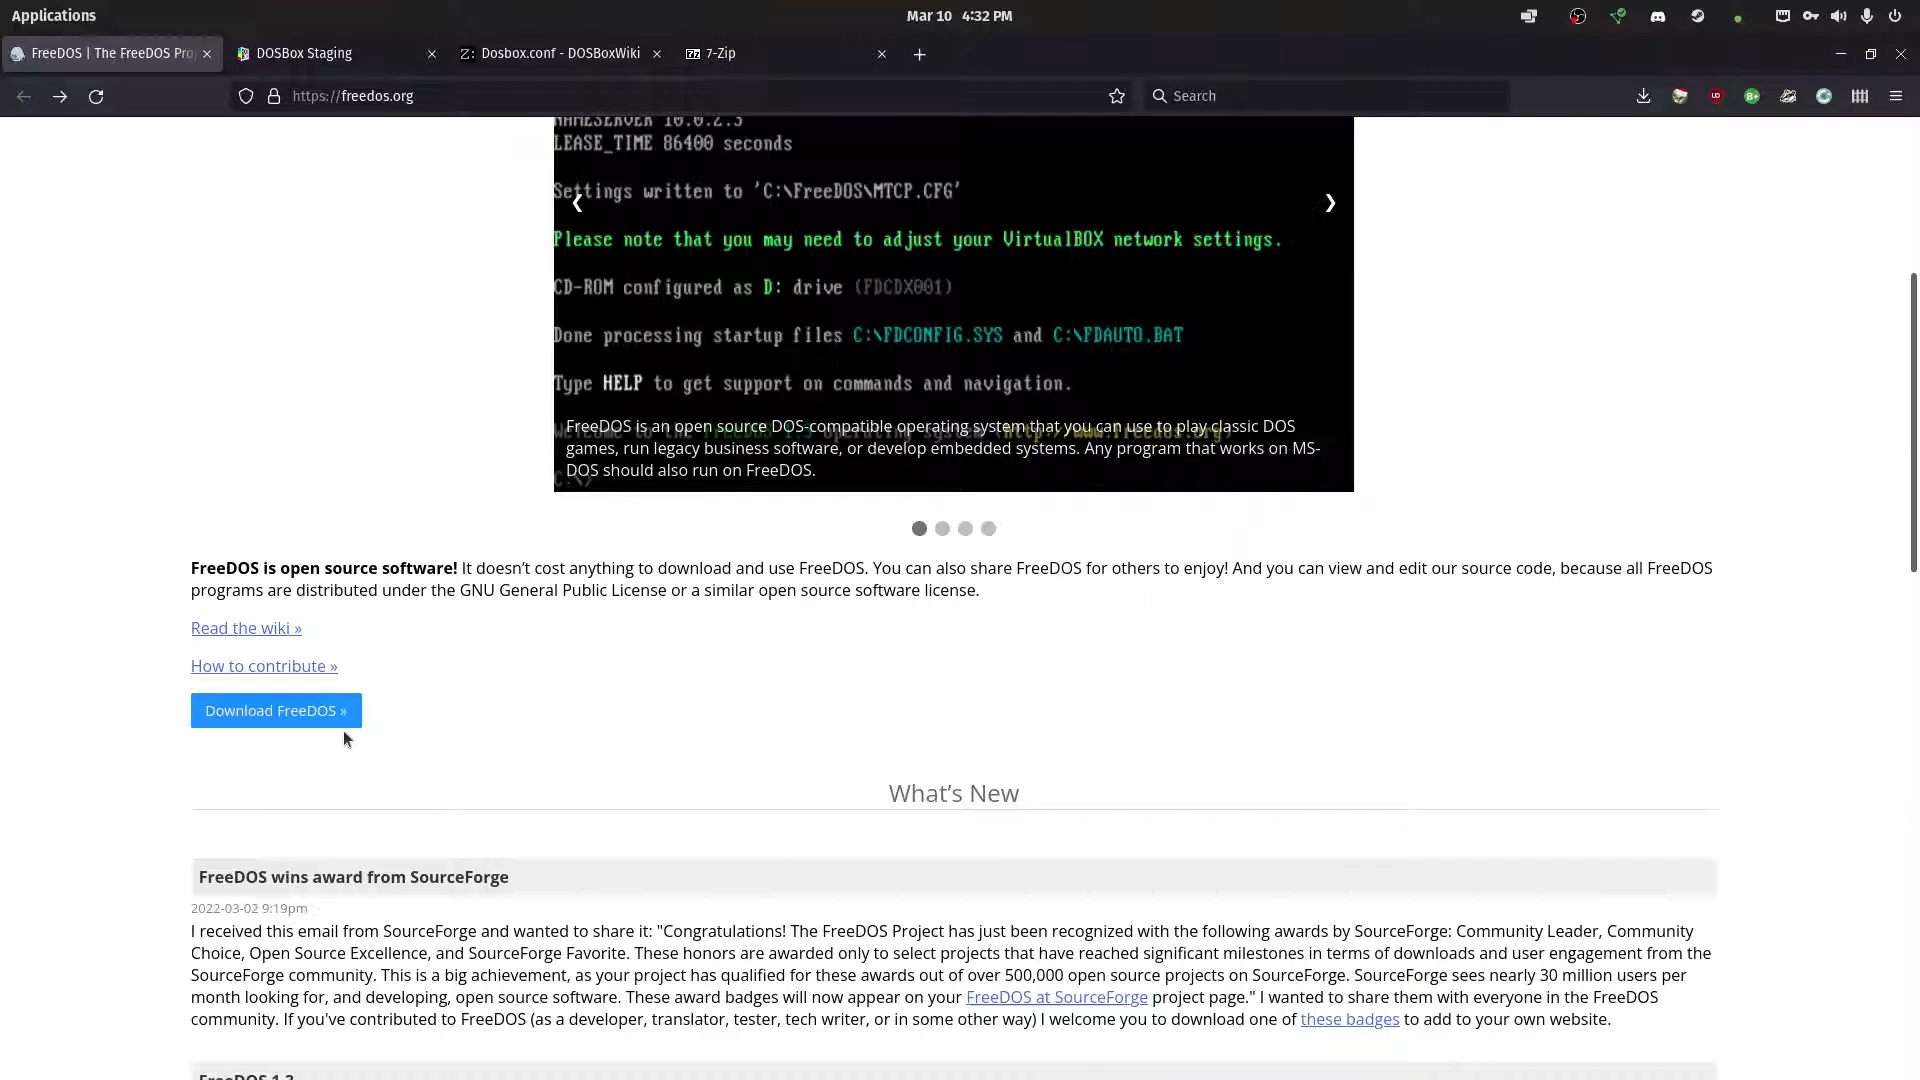 Applications
Mar 10 4:32 PM
FreeDOS | The FreeDOS Pro
DOSBox Staging
Dosbox.conf - DOSBoxWiki
7-Zip
https://freedos.org
Search
NAMESERVER 10.0.2.3
LEASE_TIME 86400 seconds
Settings written to 'C:\FreeDOS\MTCP.CFG'
Please note that you may need to adjust your VirtualBOX network settings.
CD-ROM configured as D: drive (FDCDX001)
Done processing startup files C:\FDCONFIG.SYS and C:\FDAUTO.BAT
Type HELP to get support on commands and navigation.
FreeDOS is an open source DOS-compatible operating system that you can use to play classic DOS
games, run legacy business software, or develop embedded systems. Any program that works on MS-
DOS should also run on FreeDOS.
FreeDOS is open source software! It doesn’t cost anything to download and use FreeDOS. You can also share FreeDOS for others to enjoy! And you can view and edit our source code, because all FreeDOS
programs are distributed under the GNU General Public License or a similar open source software license.
Read the wiki »
How to contribute »
Download FreeDOS »
What’s New
FreeDOS wins award from SourceForge
2022-03-02 9:19pm
I received this email from SourceForge and wanted to share it: "Congratulations! The FreeDOS Project has just been recognized with the following awards by SourceForge: Community Leader, Community
Choice, Open Source Excellence, and SourceForge Favorite. These honors are awarded only to select projects that have reached significant milestones in terms of downloads and user engagement from the
SourceForge community. This is a big achievement, as your project has qualified for these awards out of over 500,000 open source projects on SourceForge. SourceForge sees nearly 30 million users per
month looking for, and developing, open source software. These award badges will now appear on your FreeDOS at SourceForge project page." I wanted to share them with everyone in the FreeDOS
community. If you've contributed to FreeDOS (as a developer, translator, tester, tech writer, or in some other way) I welcome you to download one of these badges to add to your own website.